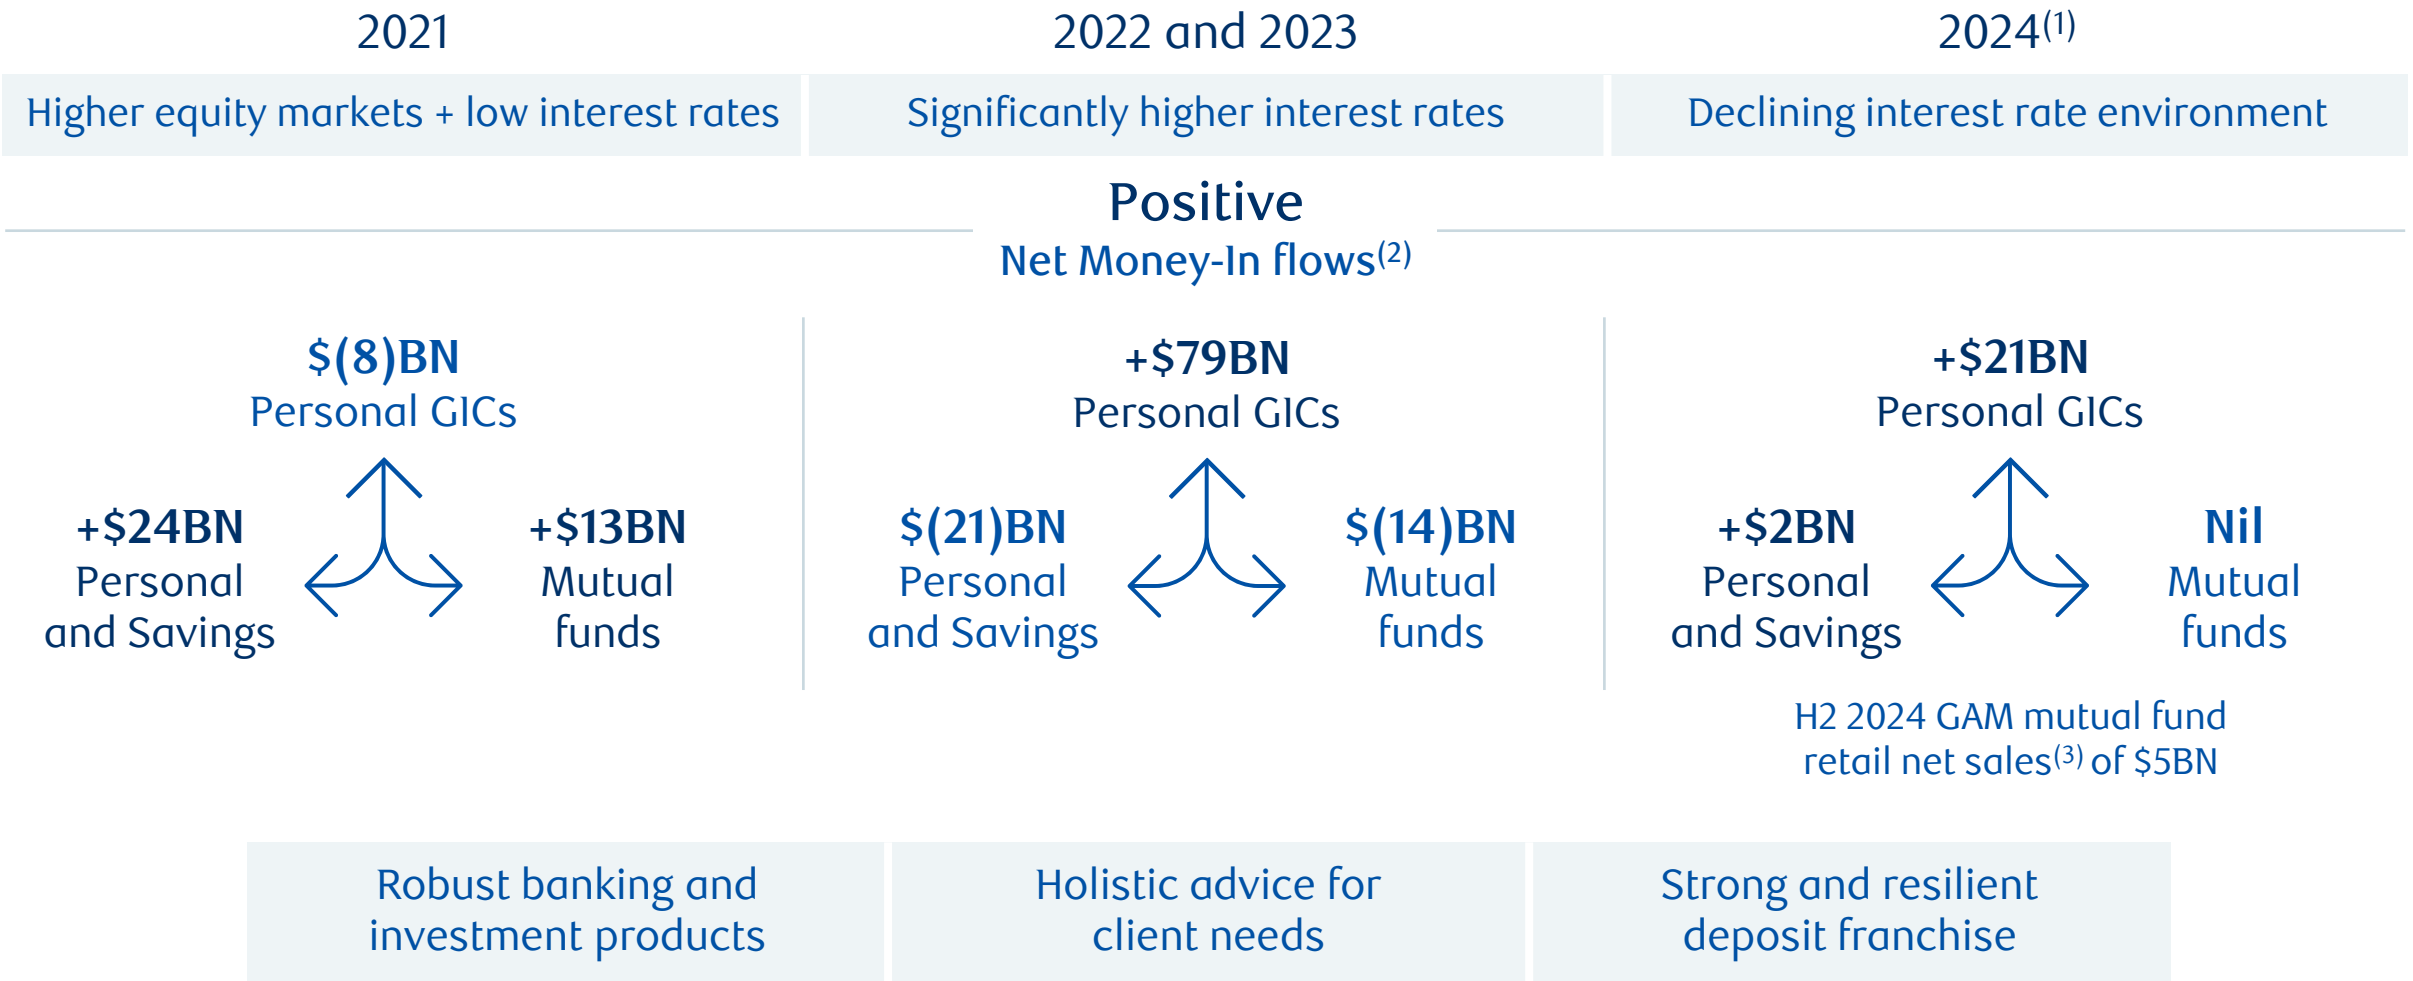 2021
2022 and 2023
2024(1)
Higher equity markets + low interest rates
Significantly higher interest rates
Declining interest rate environment
Positive
Net Money-In flows(2)
$(8)BN
Personal GICs
+$24BN
Personal
and Savings
+$13BN
Mutual
funds
+$79BN
Personal GICs
$(21)BN
Personal
and Savings
$(14)BN
Mutual
funds
+$21BN
Personal GICs
+$2BN
Personal
and Savings
Nil
Mutual
funds
H2 2024 GAM mutual fund
retail net sales(3) of $5BN
Robust banking and
investment products
Holistic advice for
client needs
Strong and resilient
deposit franchise